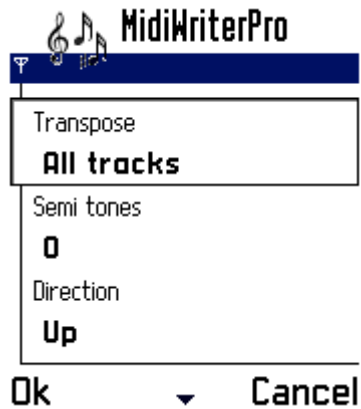 MidiWriterPro
Transpose
All tracks
Semi tones
0
Direction
Up
Ok Cancel